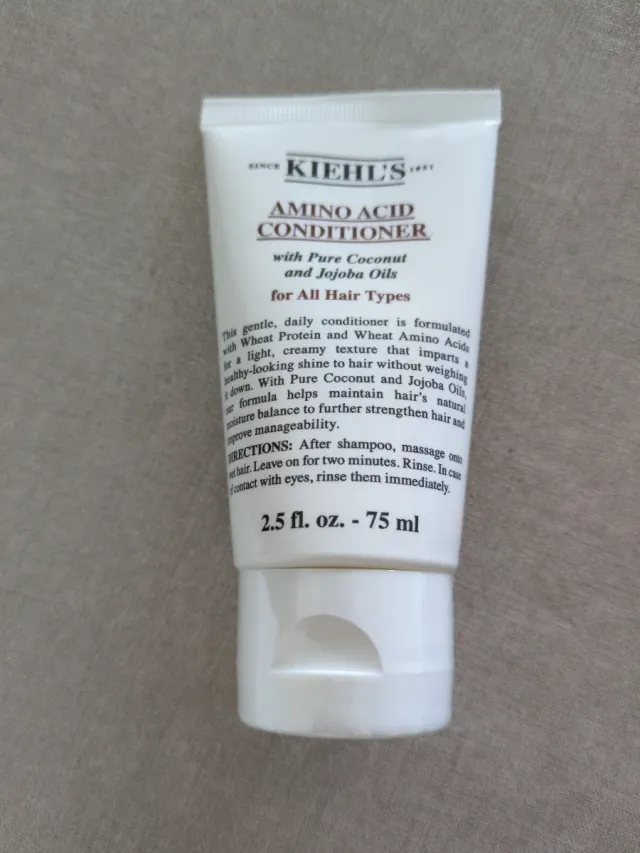 SINCE KIEHL'S 1851
AMINO ACID
CONDITIONER
with Pure Coconut
and Jojoba Oils
for All Hair Types
This gentle, daily conditioner is formulated
with Wheat Protein and Wheat Amino Acids
for a light, creamy texture that imparts a
healthy-looking shine to hair without weighing
it down. With Pure Coconut and Jojoba Oils,
our formula helps maintain hair's natural
moisture balance to further strengthen hair and
improve manageability.
DIRECTIONS: After shampoo, massage onto
wet hair. Leave on for two minutes. Rinse. In case
of contact with eyes, rinse them immediately.
2.5 fl. oz. - 75 ml